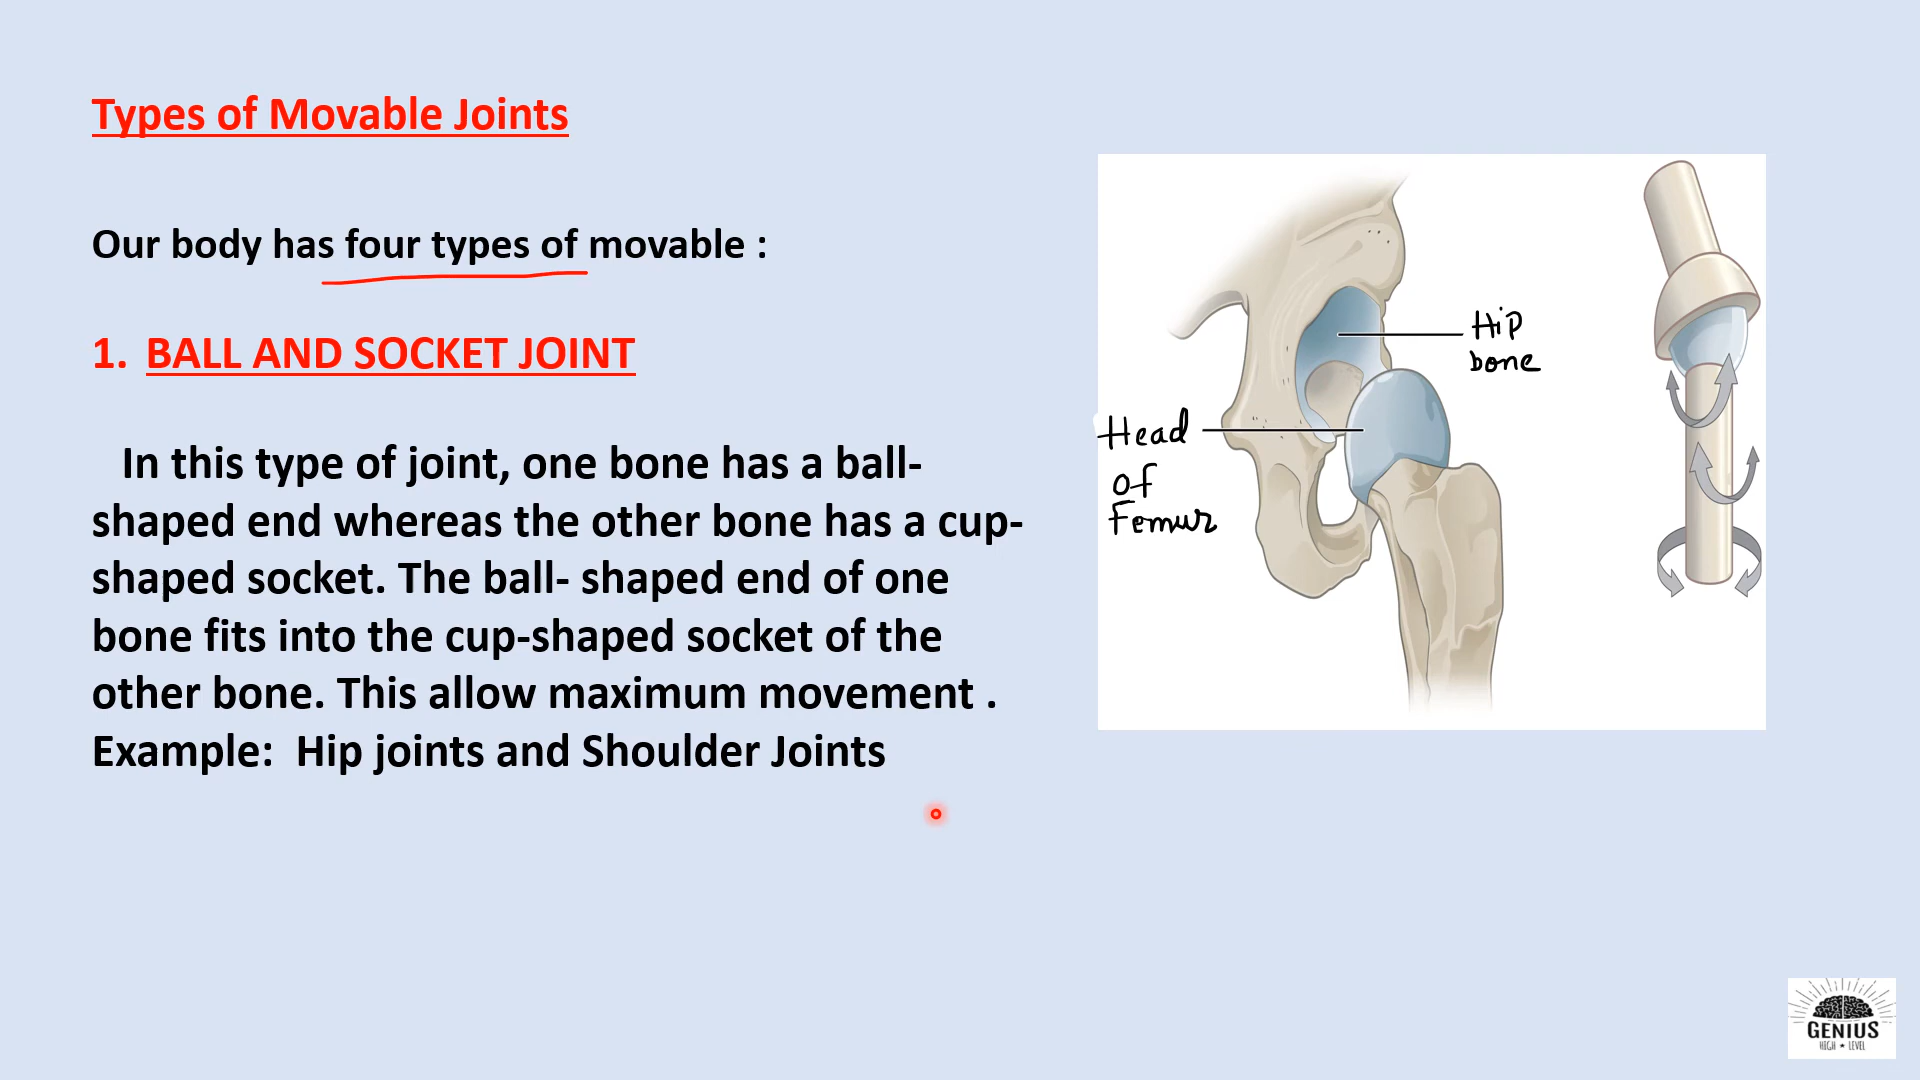 Types of Movable Joints
Our body has four types of movable :
1. BALL AND SOCKET JOINT
In this type of joint, one bone has a ball-
shaped end whereas the other bone has a cup-
shaped socket. The ball- shaped end of one
bone fits into the cup-shaped socket of the
other bone. This allow maximum movement .
Example: Hip joints and Shoulder Joints
Hip
bone
Head
of
Femur
GENIUS
HIGH ★ LEVEL